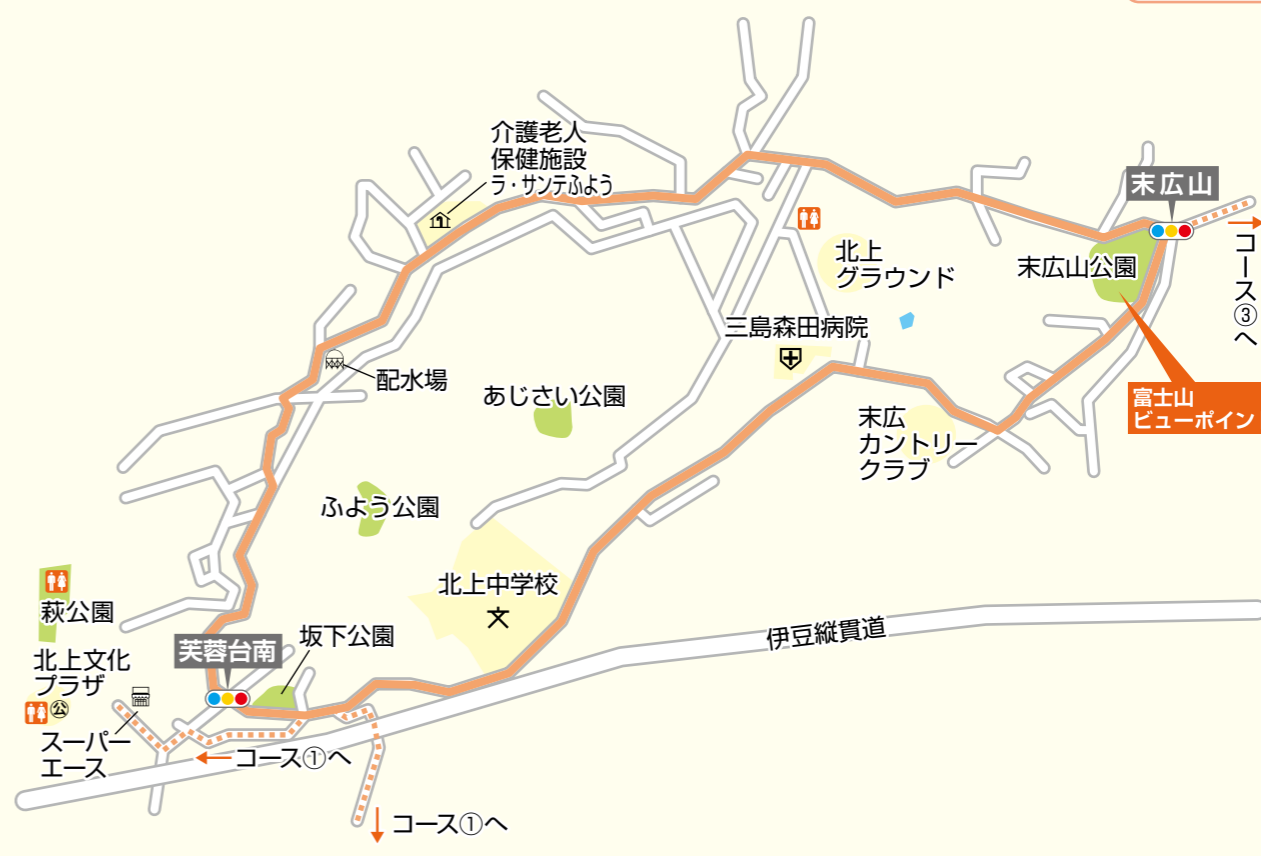 介護老人
保健施設
ラ・サンテふよう
末広山
北上
グラウンド
末広山公園
コース③へ
三島森田病院
配水場
あじさい公園
富士山
ビューポイン
末広
カントリー
クラブ
ふよう公園
北上中学校
文
萩公園
坂下公園
伊豆縦貫道
芙蓉台南
北上文化
プラザ
公
スーパー
エース
←コース①へ
↓コース①へ